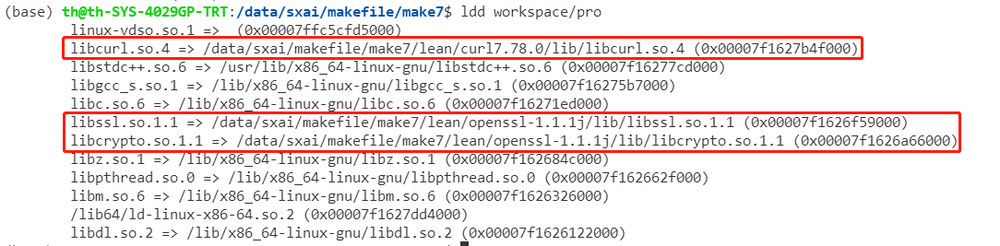 (base) th@th-SYS-4029GP-TRT:/data/sxai/makefile/make7$ ldd workspace/pro
linux-vdso.so.1 =>  (0x00007ffc5cfd5000)
libcurl.so.4 => /data/sxai/makefile/make7/lean/curl7.78.0/lib/libcurl.so.4 (0x00007f1627b4f000)
libstdc++.so.6 => /usr/lib/x86_64-linux-gnu/libstdc++.so.6 (0x00007f16277cd000)
libgcc_s.so.1 => /lib/x86_64-linux-gnu/libgcc_s.so.1 (0x00007f16275b7000)
libc.so.6 => /lib/x86_64-linux-gnu/libc.so.6 (0x00007f16271ed000)
libssl.so.1.1 => /data/sxai/makefile/make7/lean/openssl-1.1.1j/lib/libssl.so.1.1 (0x00007f1626f59000)
libcrypto.so.1.1 => /data/sxai/makefile/make7/lean/openssl-1.1.1j/lib/libcrypto.so.1.1 (0x00007f1626a66000)
libz.so.1 => /lib/x86_64-linux-gnu/libz.so.1 (0x00007f162684c000)
libpthread.so.0 => /lib/x86_64-linux-gnu/libpthread.so.0 (0x00007f162662f000)
libm.so.6 => /lib/x86_64-linux-gnu/libm.so.6 (0x00007f1626326000)
/lib64/ld-linux-x86-64.so.2 (0x00007f1627dd4000)
libdl.so.2 => /lib/x86_64-linux-gnu/libdl.so.2 (0x00007f1626122000)